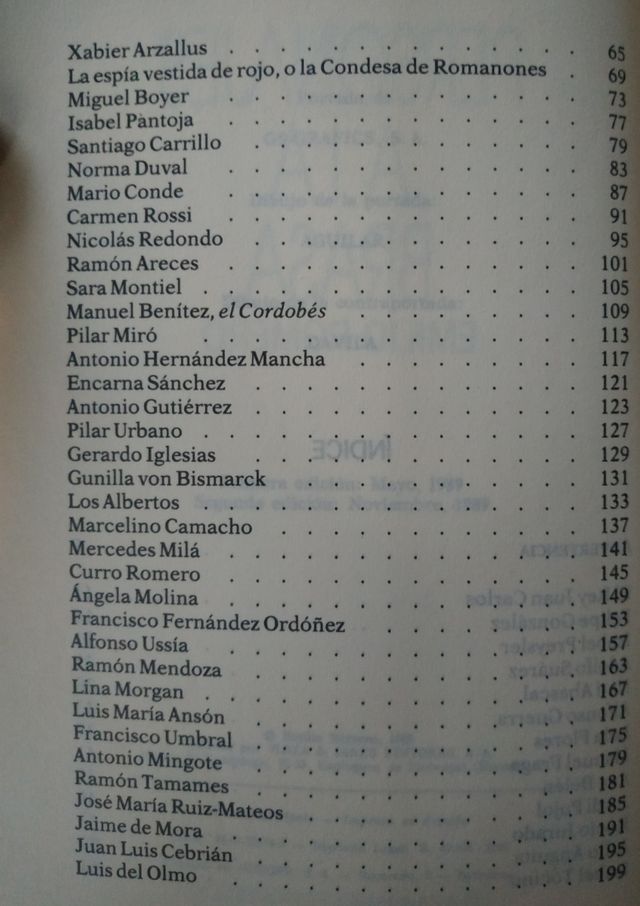 Xabier Arzallus . . . . . . . . . . . . . . 65
La espía vestida de rojo, o la Condesa de Romanones . 69
Miguel Boyer . . . . . . . . . . . . . . 73
Isabel Pantoja . . . . . . . . . . . . . . 77
Santiago Carrillo . . . . . . . . . . . . . 79
Norma Duval . . . . . . . . . . . . . . 83
Mario Conde . . . . . . . . . . . . . . 87
Carmen Rossi . . . . . . . . . . . . . . 91
Nicolás Redondo . . . . . . . . . . . . . 95
Ramón Areces . . . . . . . . . . . . . . 101
Sara Montiel . . . . . . . . . . . . . . . 105
Manuel Benítez, el Cordobés . . . . . . . . . 109
Pilar Miró . . . . . . . . . . . . . . . 113
Antonio Hernández Mancha . . . . . . . . . 117
Encarna Sánchez . . . . . . . . . . . . . 121
Antonio Gutiérrez . . . . . . . . . . . . . 123
Pilar Urbano . . . . . . . . . . . . . . . 127
Gerardo Iglesias . . . . . . . . . . . . . . 129
Gunilla von Bismarck . . . . . . . . . . . . 131
Los Albertos . . . . . . . . . . . . . . . 133
Marcelino Camacho . . . . . . . . . . . . 137
Mercedes Milá . . . . . . . . . . . . . . 141
Curro Romero . . . . . . . . . . . . . . 145
Ángela Molina . . . . . . . . . . . . . . 149
Francisco Fernández Ordóñez . . . . . . . . 153
Alfonso Ussía . . . . . . . . . . . . . . 157
Ramón Mendoza . . . . . . . . . . . . . 163
Lina Morgan . . . . . . . . . . . . . . . 167
Luis María Ansón . . . . . . . . . . . . . 171
Francisco Umbral . . . . . . . . . . . . . 175
Antonio Mingote . . . . . . . . . . . . . 179
Ramón Tamames . . . . . . . . . . . . . 181
José María Ruiz-Mateos . . . . . . . . . . . 185
Jaime de Mora . . . . . . . . . . . . . . 191
Juan Luis Cebrián . . . . . . . . . . . . . 195
Luis del Olmo . . . . . . . . . . . . . . 199